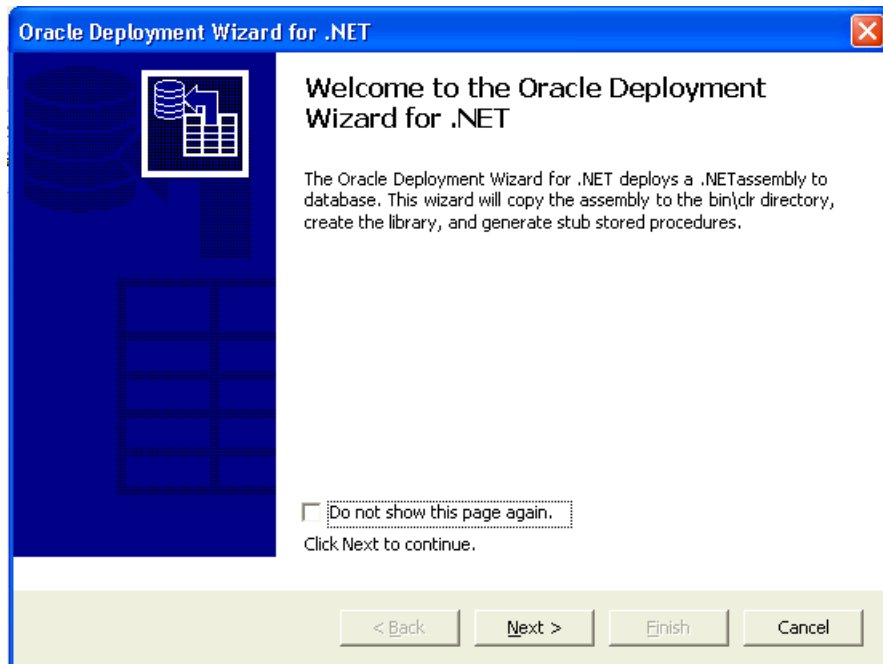 Oracle Deployment Wizard for .NET
Welcome to the Oracle Deployment
Wizard for .NET
The Oracle Deployment Wizard for .NET deploys a .NETassembly to
database. This wizard will copy the assembly to the bin\clr directory,
create the library, and generate stub stored procedures.
Do not show this page again.
Click Next to continue.
< Back
Next >
Finish
Cancel